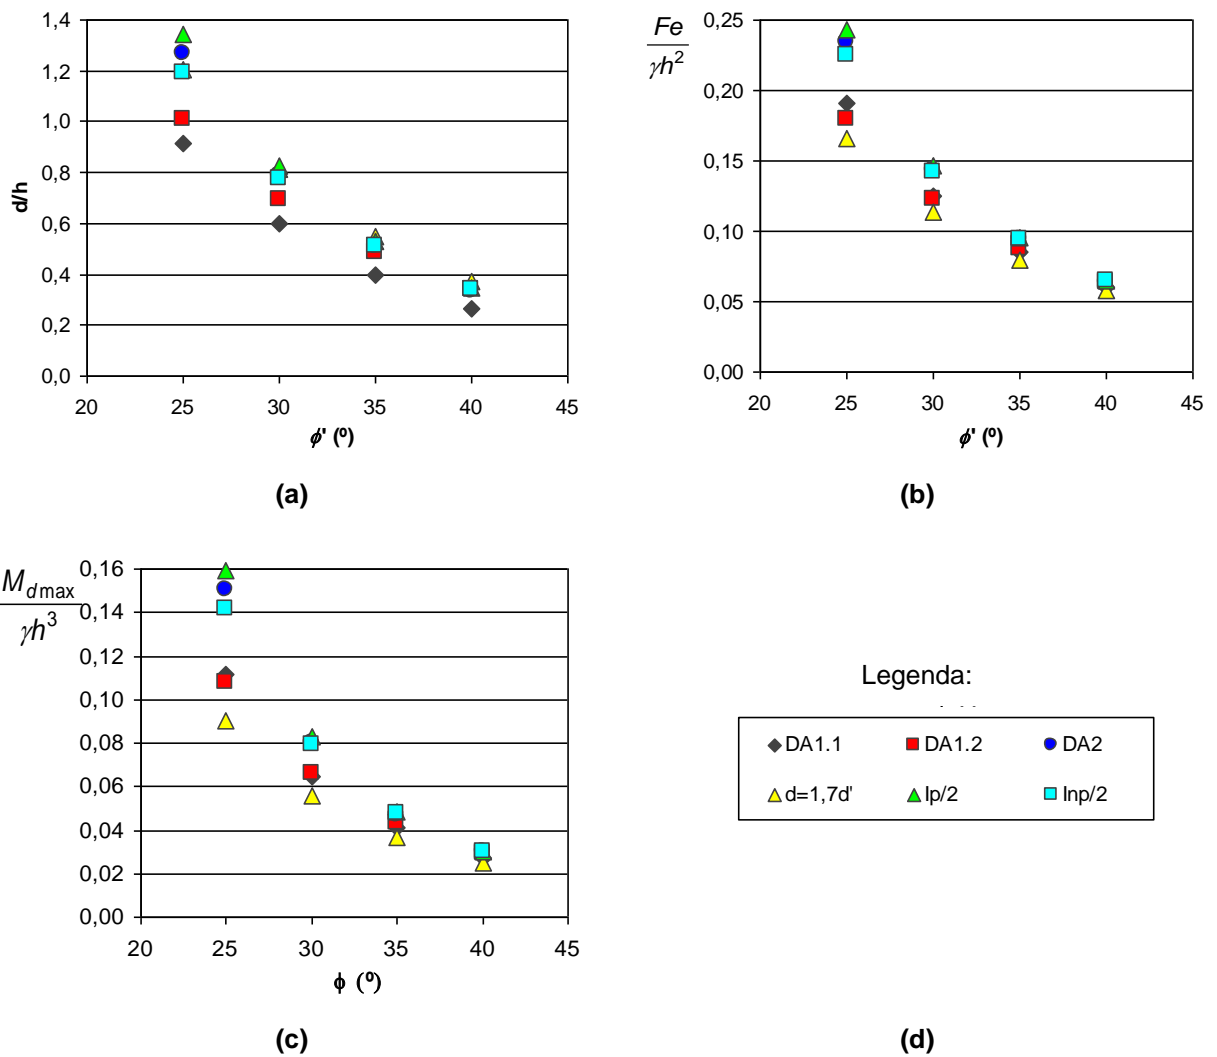 1,4
1,2
1,0
0,8
0,6
0,4
0,2
0,0
d/h
20 25 30 35 40 45
ϕ' (º)
(a)
Fe
γh²
0,25
0,20
0,15
0,10
0,05
0,00
20 25 30 35 40 45
ϕ' (º)
(b)
M_dmax
γh³
0,16
0,14
0,12
0,10
0,08
0,06
0,04
0,02
0,00
20 25 30 35 40 45
ϕ (º)
(c)
Legenda:
DA1.1 DA1.2 DA2
d=1,7d' Ip/2 Inp/2
(d)